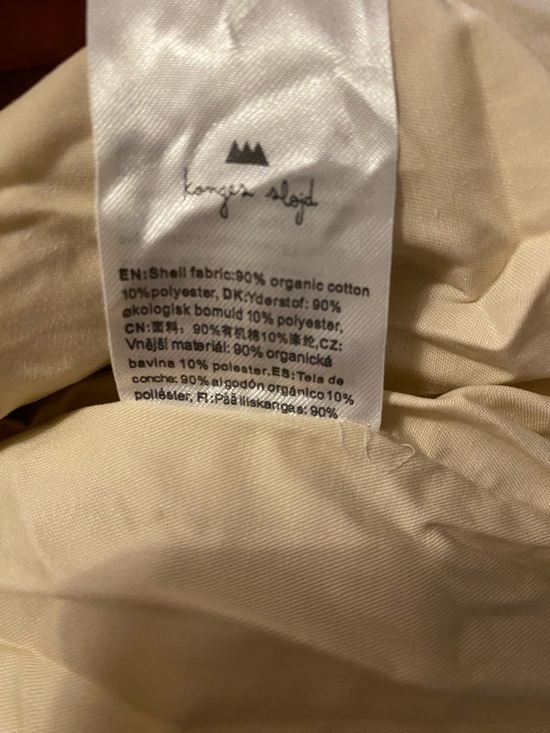 konges sløjd
EN:Shell fabric:90% organic cotton
10%polyester, DK:Yderstof: 90%
økologisk bomuld 10% polyester,
CN:面料: 90%有机棉10%涤纶,CZ:
Vnější materiál: 90% organická
bavlna 10% polester,ES:Tela de
concha: 90% algodón orgánico10%
poliéster, FI:Pääliiskangas: 90%